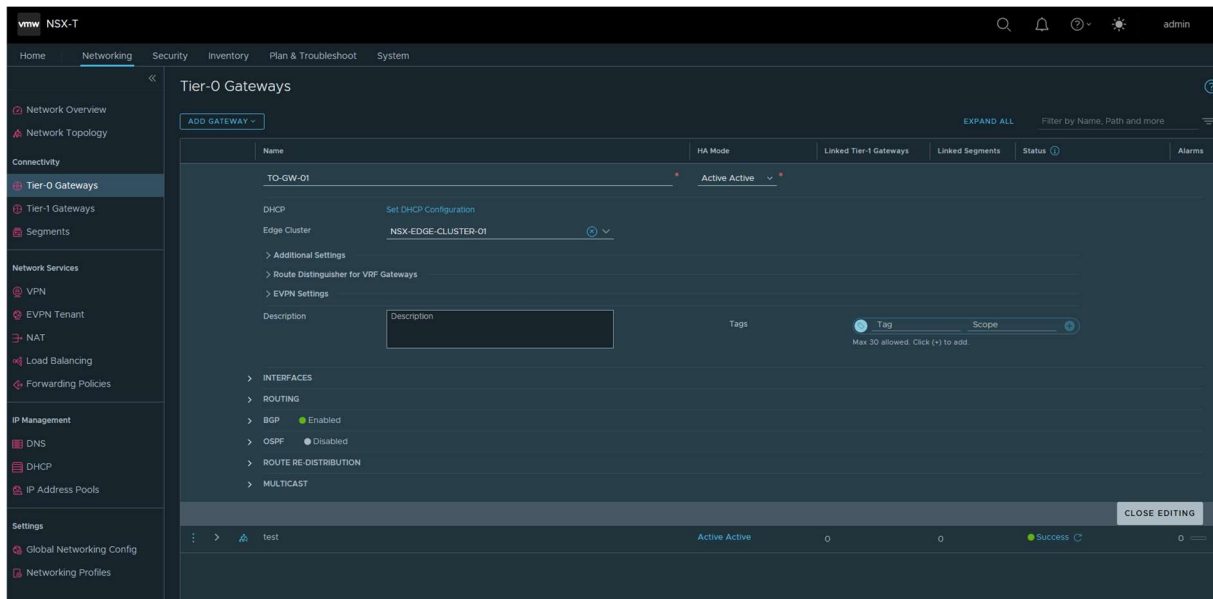 vmw NSX-T admin
Home Networking Security Inventory Plan & Troubleshoot System
Network Overview
Network Topology
Connectivity
Tier-0 Gateways
Tier-1 Gateways
Segments
Network Services
VPN
EVPN Tenant
NAT
Load Balancing
Forwarding Policies
IP Management
DNS
DHCP
IP Address Pools
Settings
Global Networking Config
Networking Profiles
Tier-0 Gateways
ADD GATEWAY EXPAND ALL Filter by Name, Path and more
Name HA Mode Linked Tier-1 Gateways Linked Segments Status Alarms
TO-GW-01 * Active Active *
DHCP Set DHCP Configuration
Edge Cluster NSX-EDGE-CLUSTER-01
> Additional Settings
> Route Distinguisher for VRF Gateways
> EVPN Settings
Description Description Tags Tag Scope
Max 30 allowed. Click (+) to add.
> INTERFACES
> ROUTING
> BGP Enabled
> OSPF Disabled
> ROUTE RE-DISTRIBUTION
> MULTICAST
CLOSE EDITING
test Active Active 0 0 Success 0